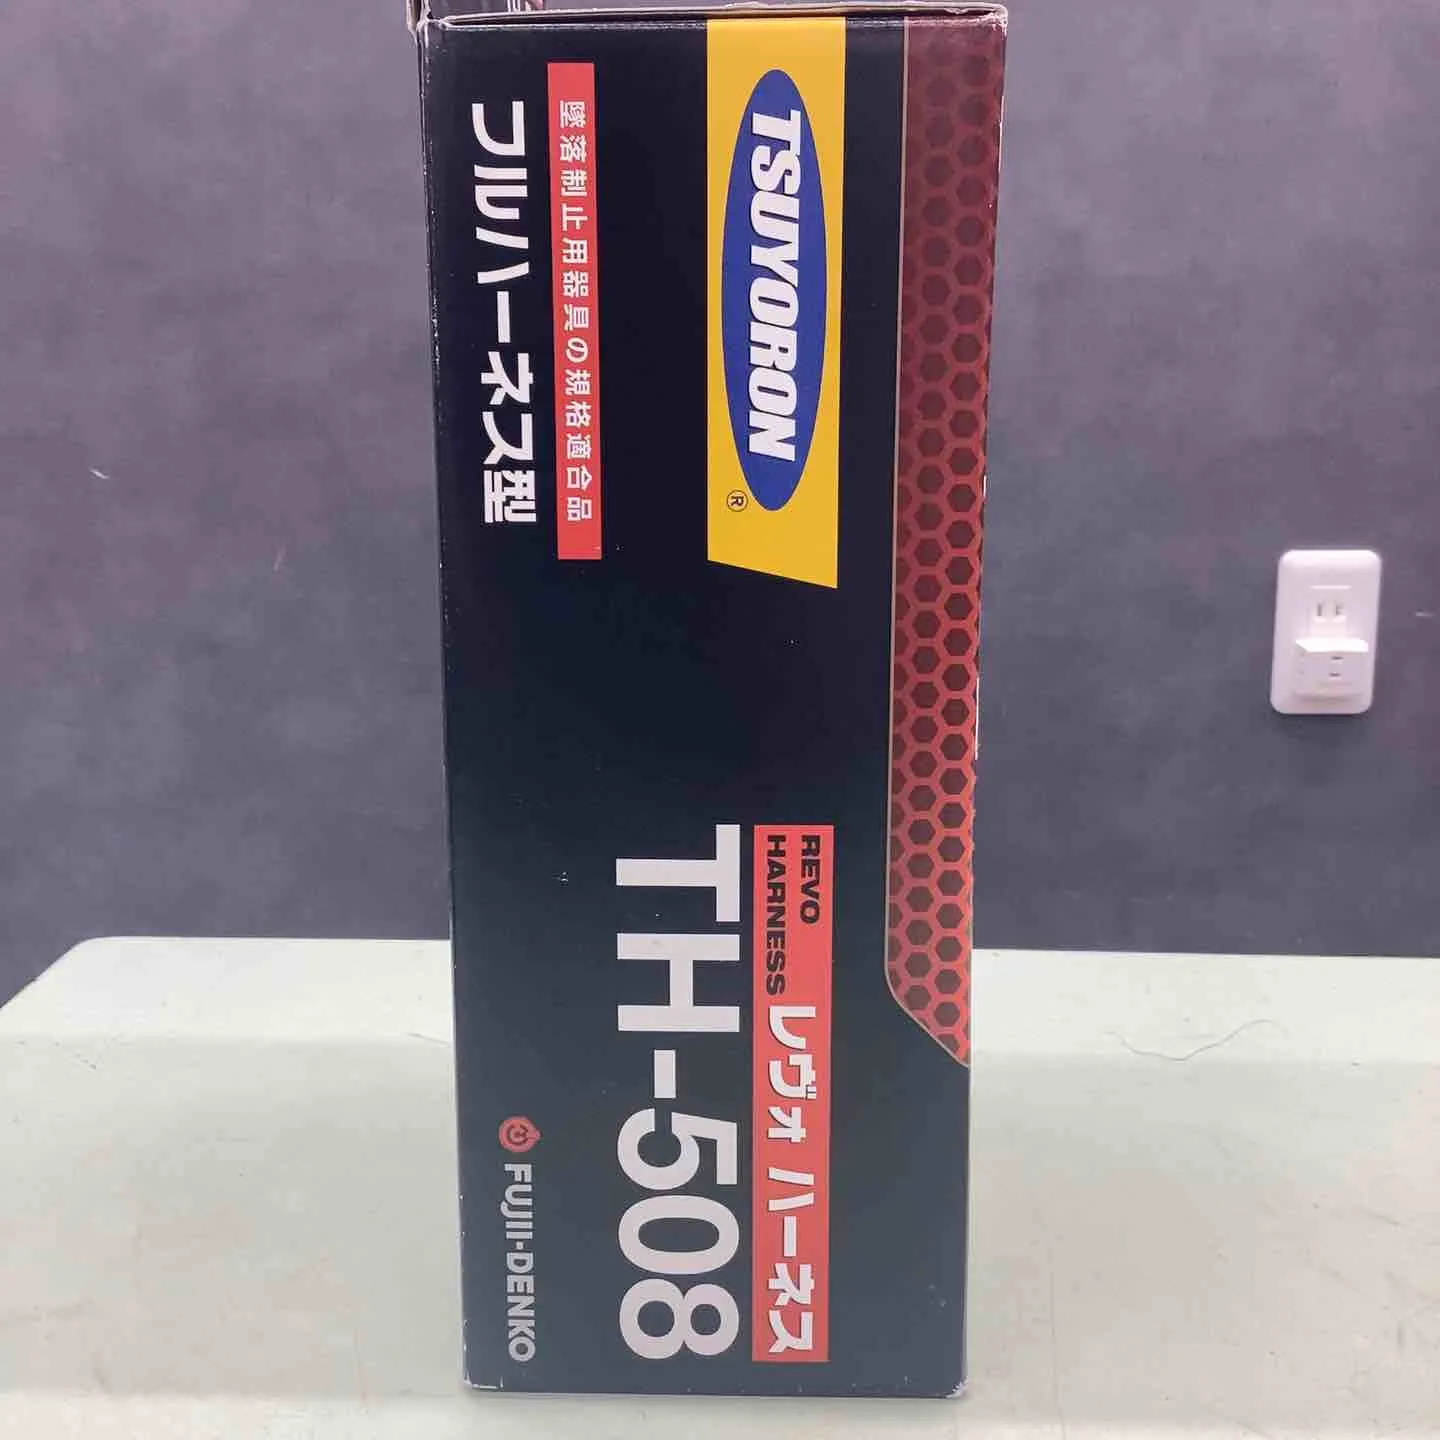 TSUYORON
®
墜落制止用器具の規格適合品
フルハーネス型
REVO
HARNESS
レヴォ ハーネス
TH-508
FUJII-DENKO